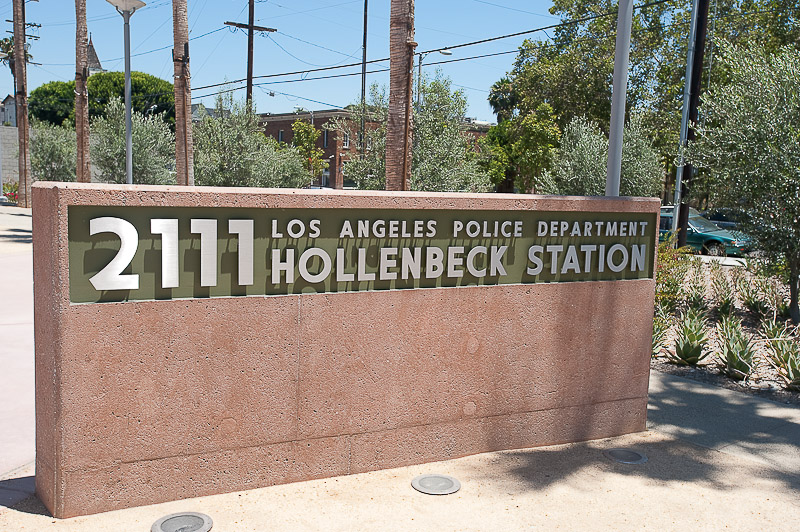 2111 LOS ANGELES POLICE DEPARTMENT
HOLLENBECK STATION